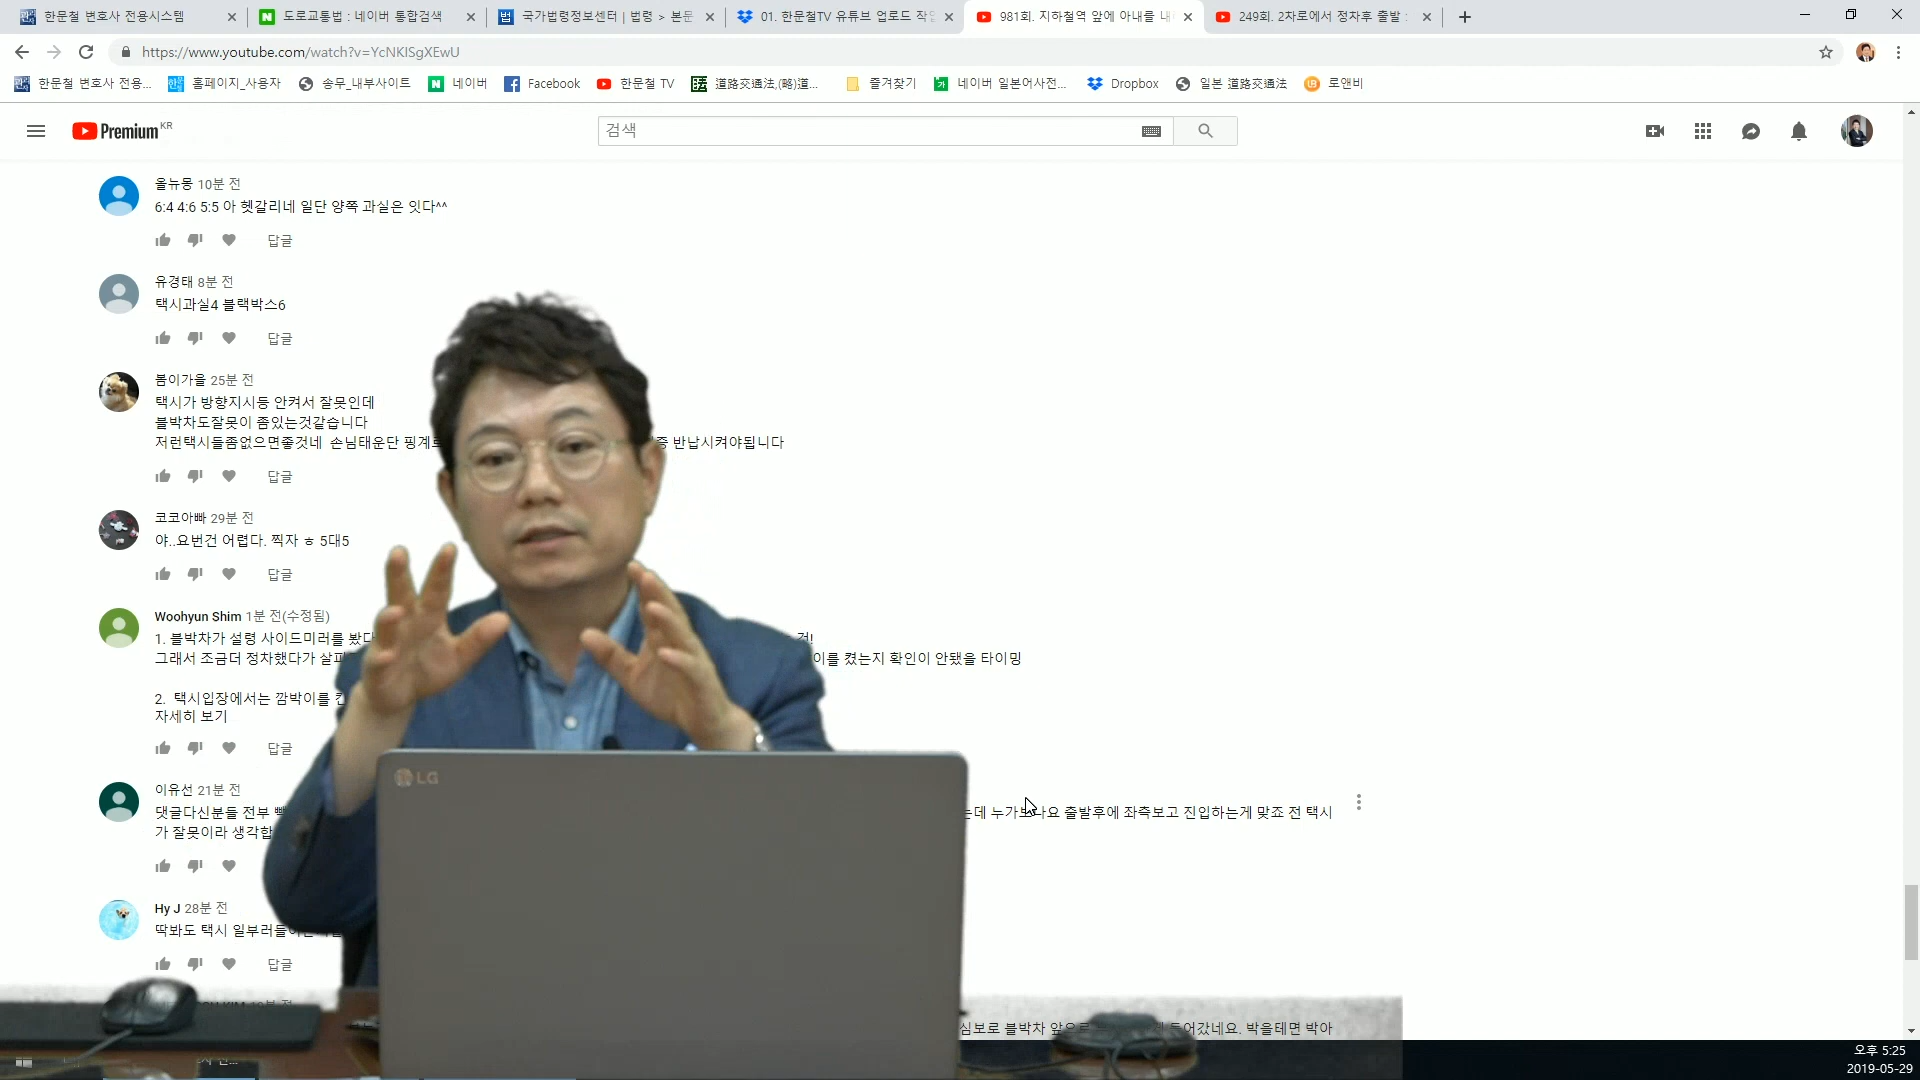 한문철 변호사 전용시스템
도로교통법 : 네이버 통합검색
국가법령정보센터 | 법령 > 본문
01. 한문철TV 유튜브 업로드 작
981회. 지하철역 앞에 아내를 내
249회. 2차로에서 정차후 출발 :
https://www.youtube.com/watch?v=YcNKISgXEwU
한문철 변호사 전용...
홈페이지_사용자
송무_내부사이트
네이버
Facebook
한문철 TV
道路交通法,(略)道...
즐겨찾기
네이버 일본어사전...
Dropbox
일본 道路交通法
로앤비
Premium KR
검색
올뉴몽 10분 전
6:4 4:6 5:5 아 헷갈리네 일단 양쪽 과실은 잇다^^
답글
유경태 8분 전
택시과실4 블랙박스6
답글
봄이가을 25분 전
택시가 방향지시등 안켜서 잘못인데
블박차도잘못이 좀있는것같습니다
저런택시들좀없으면좋것네 손님태운단 핑계로 증 반납시켜야됩니다
답글
코코아빠 29분 전
야..요번건 어렵다. 찍자 ㅎ 5대5
답글
Woohyun Shim 1분 전(수정됨)
1. 블박차가 설령 사이드미러를 봤다 것!
그래서 조금더 정차했다가 살피 이를 켰는지 확인이 안됐을 타이밍
2. 택시입장에서는 깜박이를 킨
자세히 보기
답글
이유선 21분 전
댓글다신분들 전부 는데 누가보나요 출발후에 좌측보고 진입하는게 맞죠 전 택시
가 잘못이라 생각합
Hy J 28분 전
딱봐도 택시 일부러들
답글
심보로 블박차 앞으로 들어갔네요. 박을테면 박아
LG
오후 5:25
2019-05-29